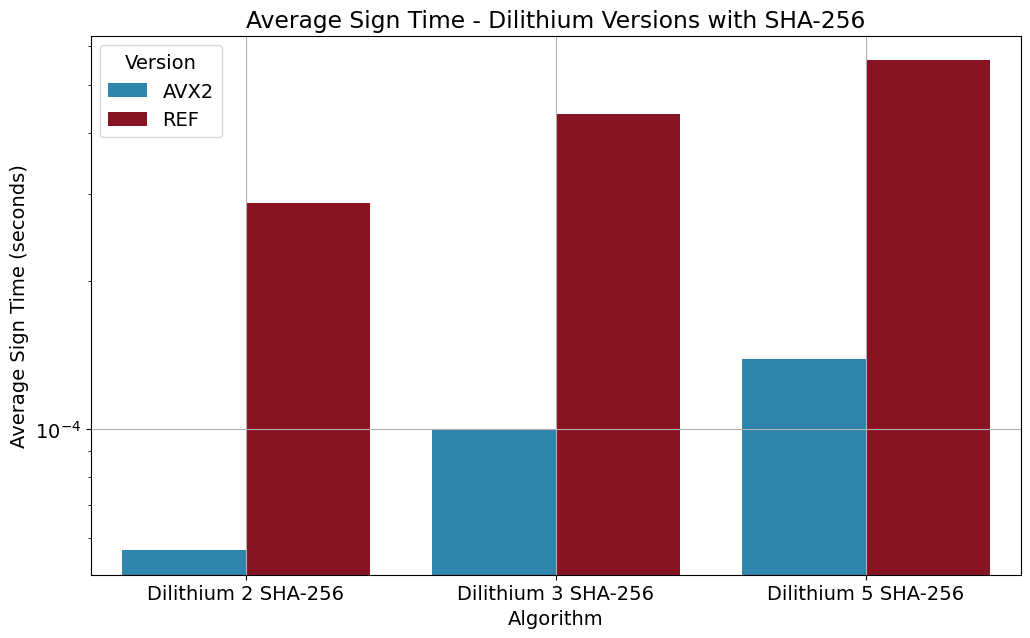 Average Sign Time - Dilithium Versions with SHA-256
Version
AVX2
REF
Average Sign Time (seconds)
10⁻⁴
Dilithium 2 SHA-256
Dilithium 3 SHA-256
Dilithium 5 SHA-256
Algorithm